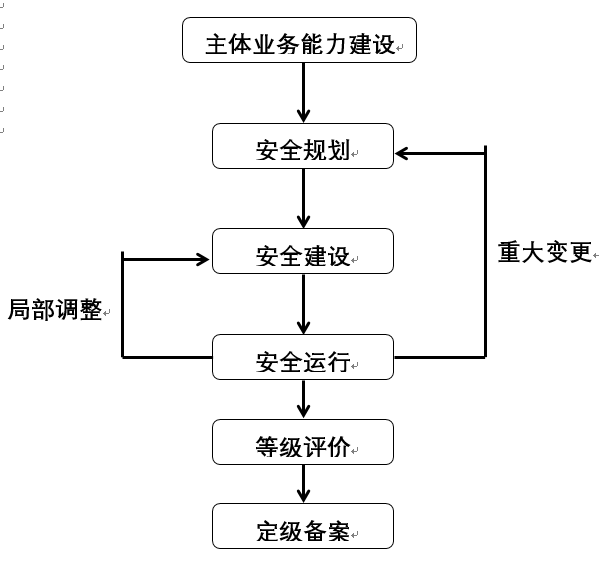 主体业务能力建设
安全规划
安全建设
重大变更
局部调整
安全运行
等级评价
定级备案